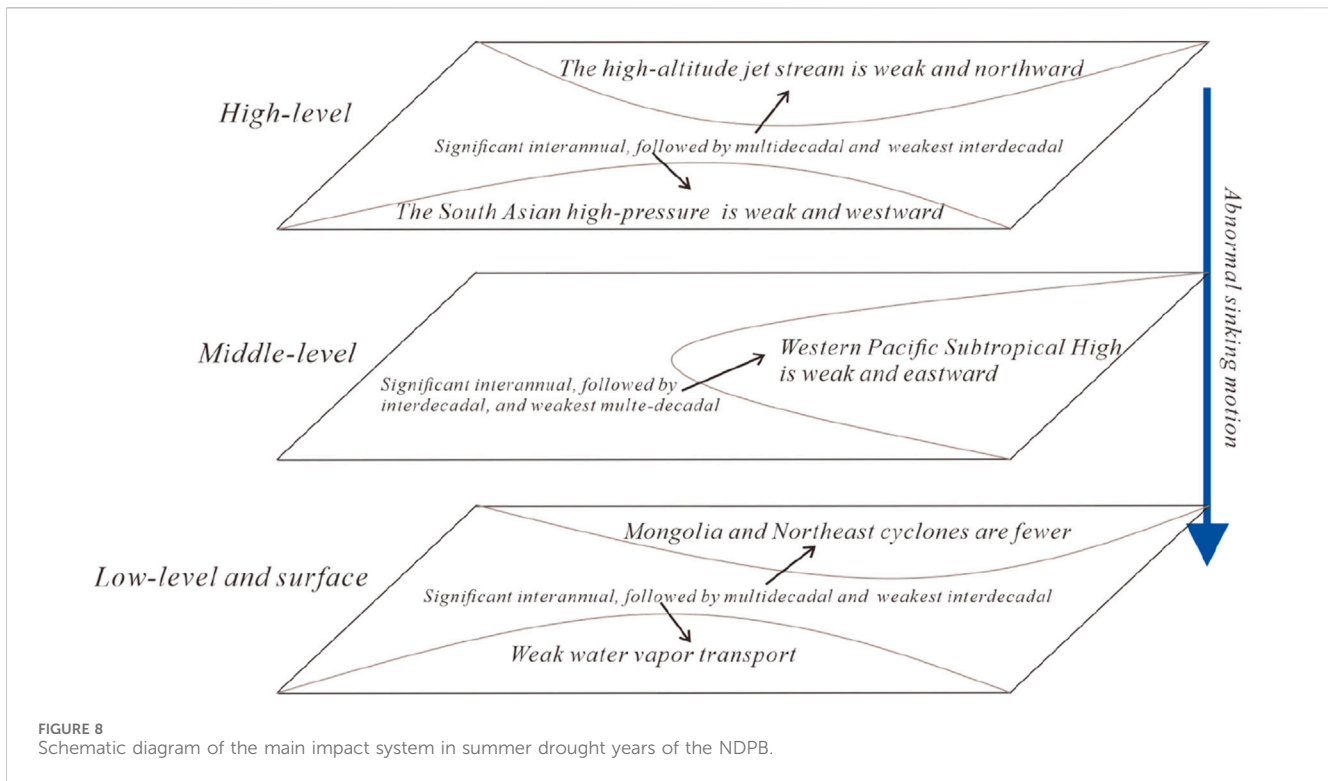 The high-altitude jet stream is weak and northward
High-level
Significant interannual, followed by multidecadal and weakest interdecadal
The South Asian high-pressure is weak and westward
Abnormal sinking motion
Middle-level
Western Pacific Subtropical High
is weak and eastward
Significant interannual, followed by
interdecadal, and weakest multe-decadal
Mongolia and Northeast cyclones are fewer
Low-level and surface
Significant interannual, followed by multidecadal and weakest interdecadal
Weak water vapor transport
FIGURE 8
Schematic diagram of the main impact system in summer drought years of the NDPB.